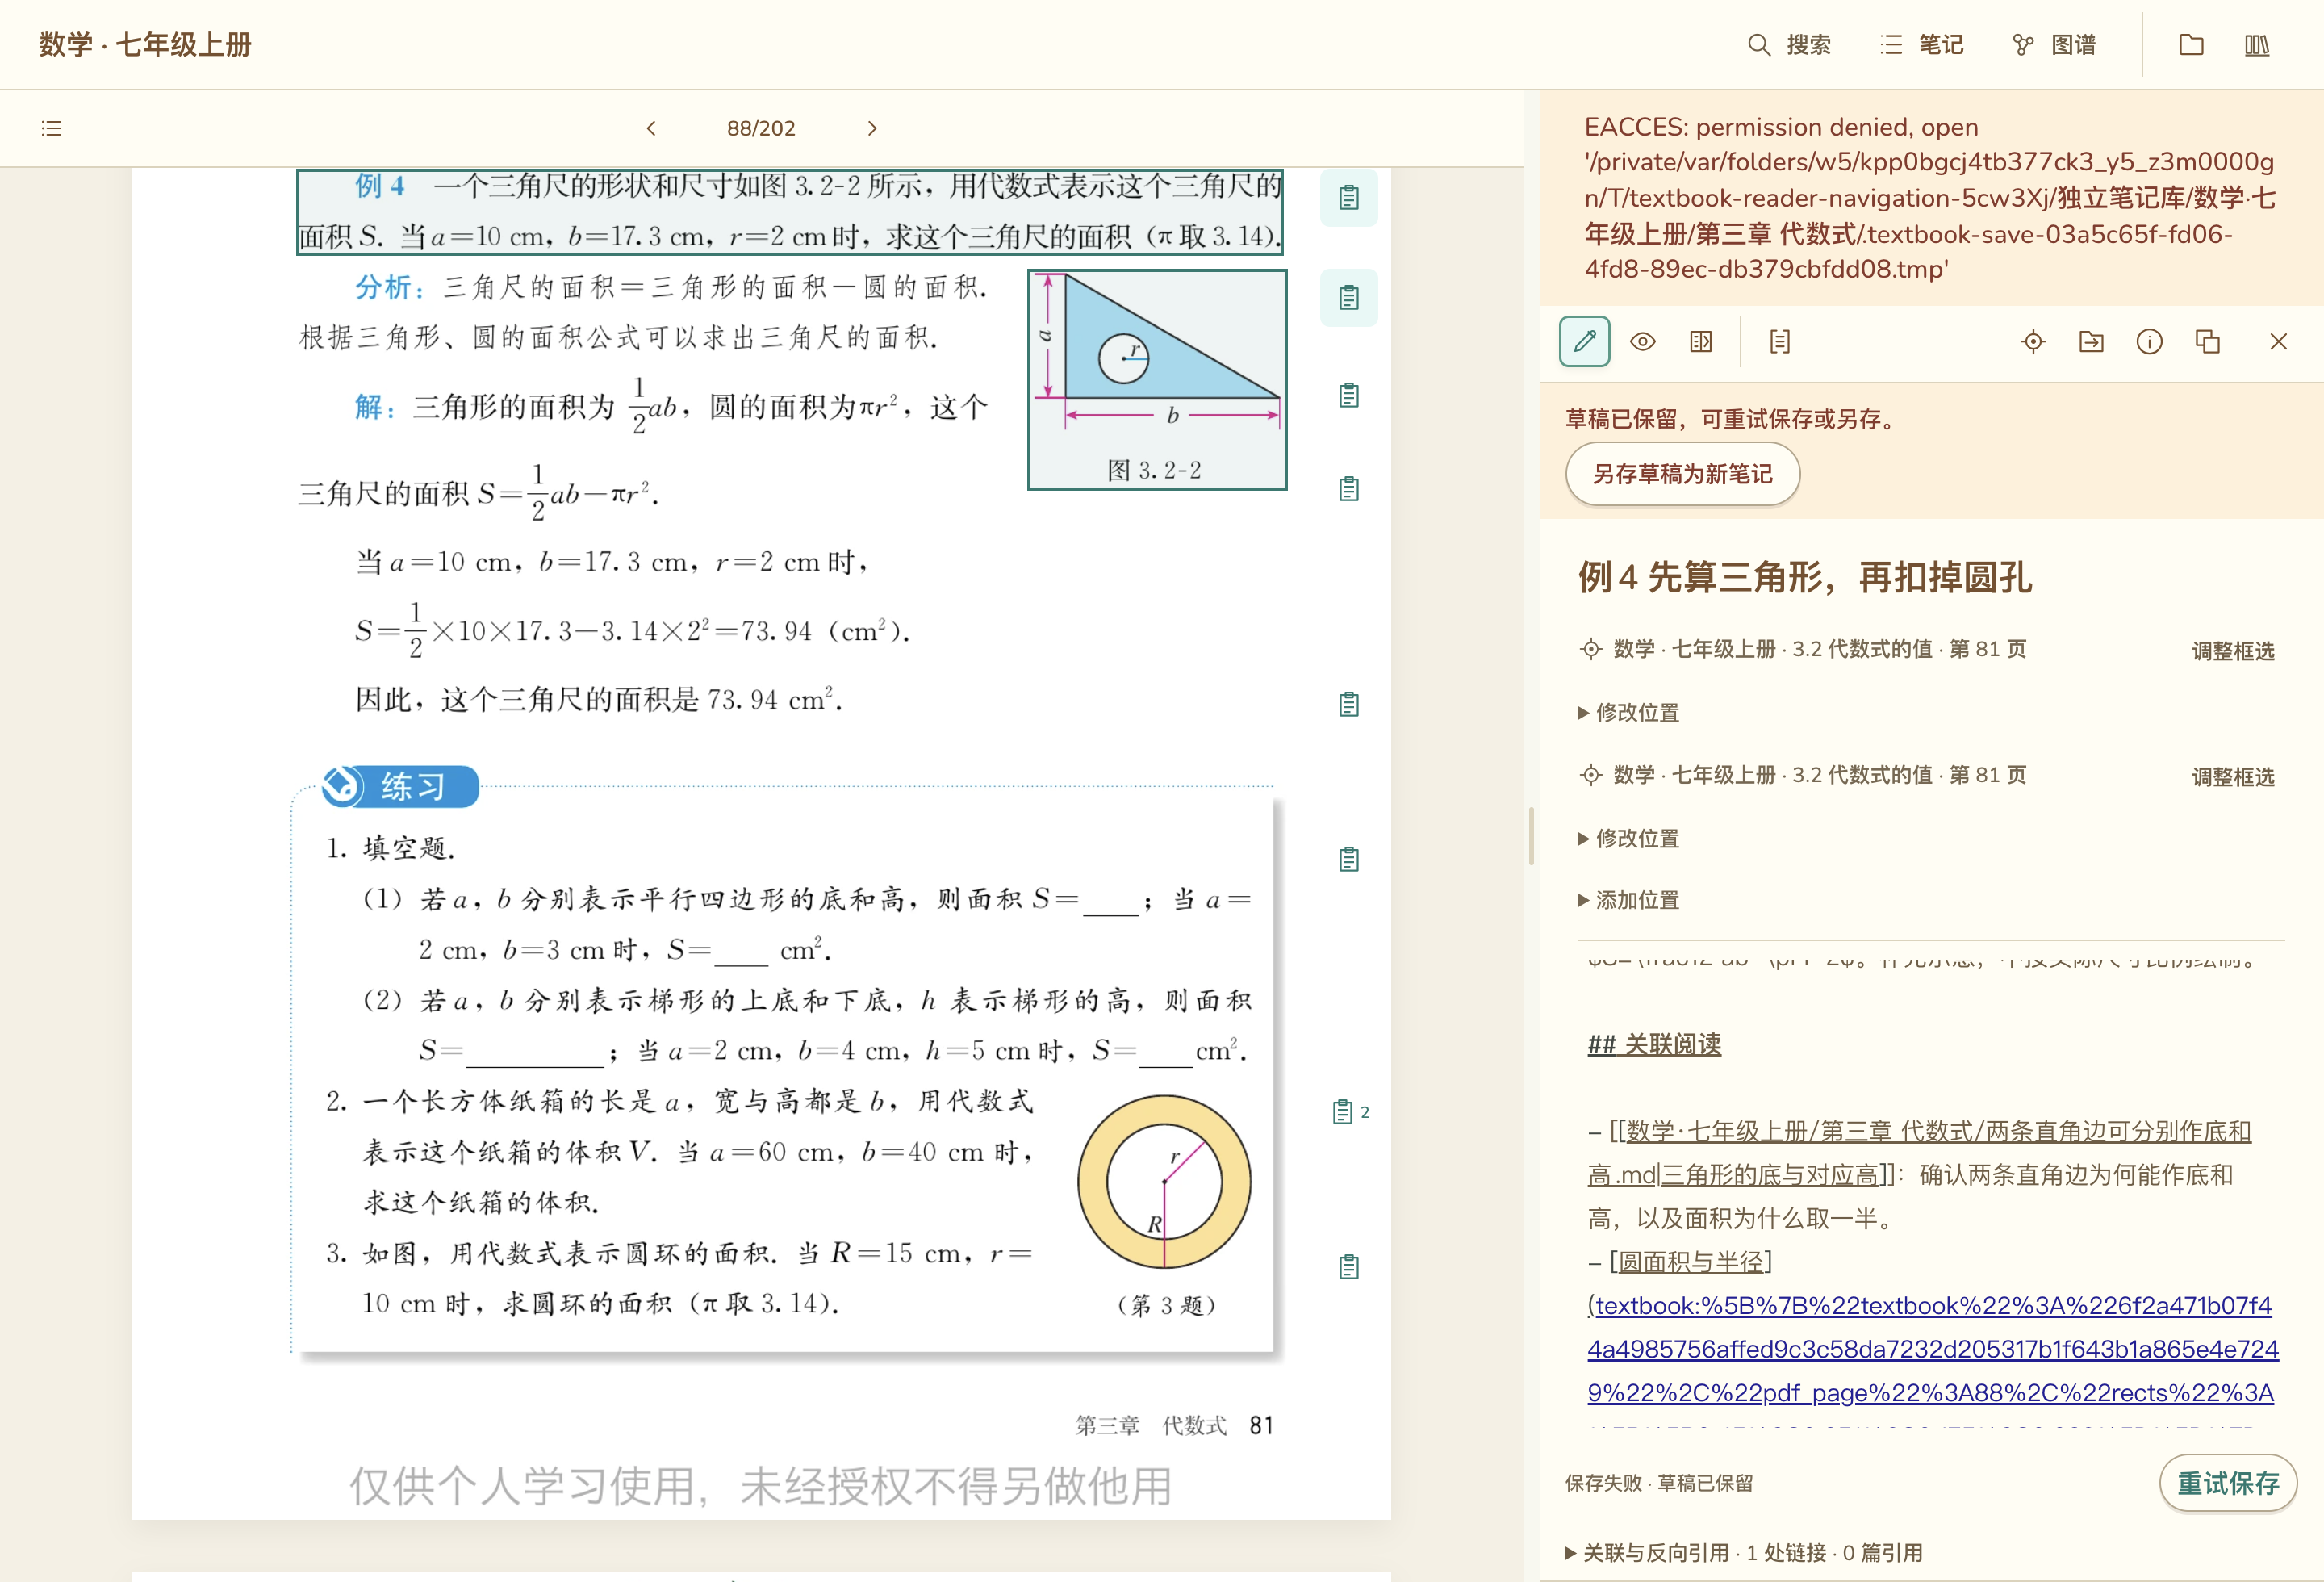 数学 · 七年级上册
搜索
笔记
图谱
88/202
例 4 一个三角尺的形状和尺寸如图 3.2-2 所示，用代数式表示这个三角尺的
面积 S. 当 a=10 cm，b=17.3 cm，r=2 cm 时，求这个三角尺的面积（π 取 3.14).
分析：三角尺的面积=三角形的面积－圆的面积.
根据三角形、圆的面积公式可以求出三角尺的面积.
解：三角形的面积为 1/2 ab，圆的面积为πr²，这个
三角尺的面积 S=1/2 ab－πr².
a
r
b
图 3.2-2
当 a=10 cm，b=17.3 cm，r=2 cm 时，
S=1/2×10×17.3－3.14×2²=73.94（cm²）.
因此，这个三角尺的面积是 73.94 cm².
练习
1. 填空题.
（1）若 a，b 分别表示平行四边形的底和高，则面积 S=____；当 a=
2 cm，b=3 cm 时，S=____ cm².
（2）若 a，b 分别表示梯形的上底和下底，h 表示梯形的高，则面积
S=__________；当 a=2 cm，b=4 cm，h=5 cm 时，S=____cm².
2. 一个长方体纸箱的长是 a，宽与高都是 b，用代数式
表示这个纸箱的体积 V. 当 a=60 cm，b=40 cm 时，
求这个纸箱的体积.
3. 如图，用代数式表示圆环的面积. 当 R=15 cm，r=
10 cm 时，求圆环的面积（π 取 3.14）.
r
R
（第 3 题）
2
第三章 代数式 81
仅供个人学习使用，未经授权不得另做他用
EACCES: permission denied, open
'/private/var/folders/w5/kpp0bgcj4tb377ck3_y5_z3m0000g
n/T/textbook-reader-navigation-5cw3Xj/独立笔记库/数学·七
年级上册/第三章 代数式/.textbook-save-03a5c65f-fd06-
4fd8-89ec-db379cbfdd08.tmp'
草稿已保留，可重试保存或另存。
另存草稿为新笔记
例 4 先算三角形，再扣掉圆孔
数学 · 七年级上册 · 3.2 代数式的值 · 第 81 页
调整框选
修改位置
数学 · 七年级上册 · 3.2 代数式的值 · 第 81 页
调整框选
修改位置
添加位置
## 关联阅读
– [[数学·七年级上册/第三章 代数式/两条直角边可分别作底和
高.md|三角形的底与对应高]]：确认两条直角边为何能作底和
高，以及面积为什么取一半。
– [圆面积与半径]
(textbook:%5B%7B%22textbook%22%3A%226f2a471b07f4
4a4985756affed9c3c58da7232d205317b1f643b1a865e4e724
9%22%2C%22pdf_page%22%3A88%2C%22rects%22%3A
保存失败 · 草稿已保留
重试保存
关联与反向引用 · 1 处链接 · 0 篇引用